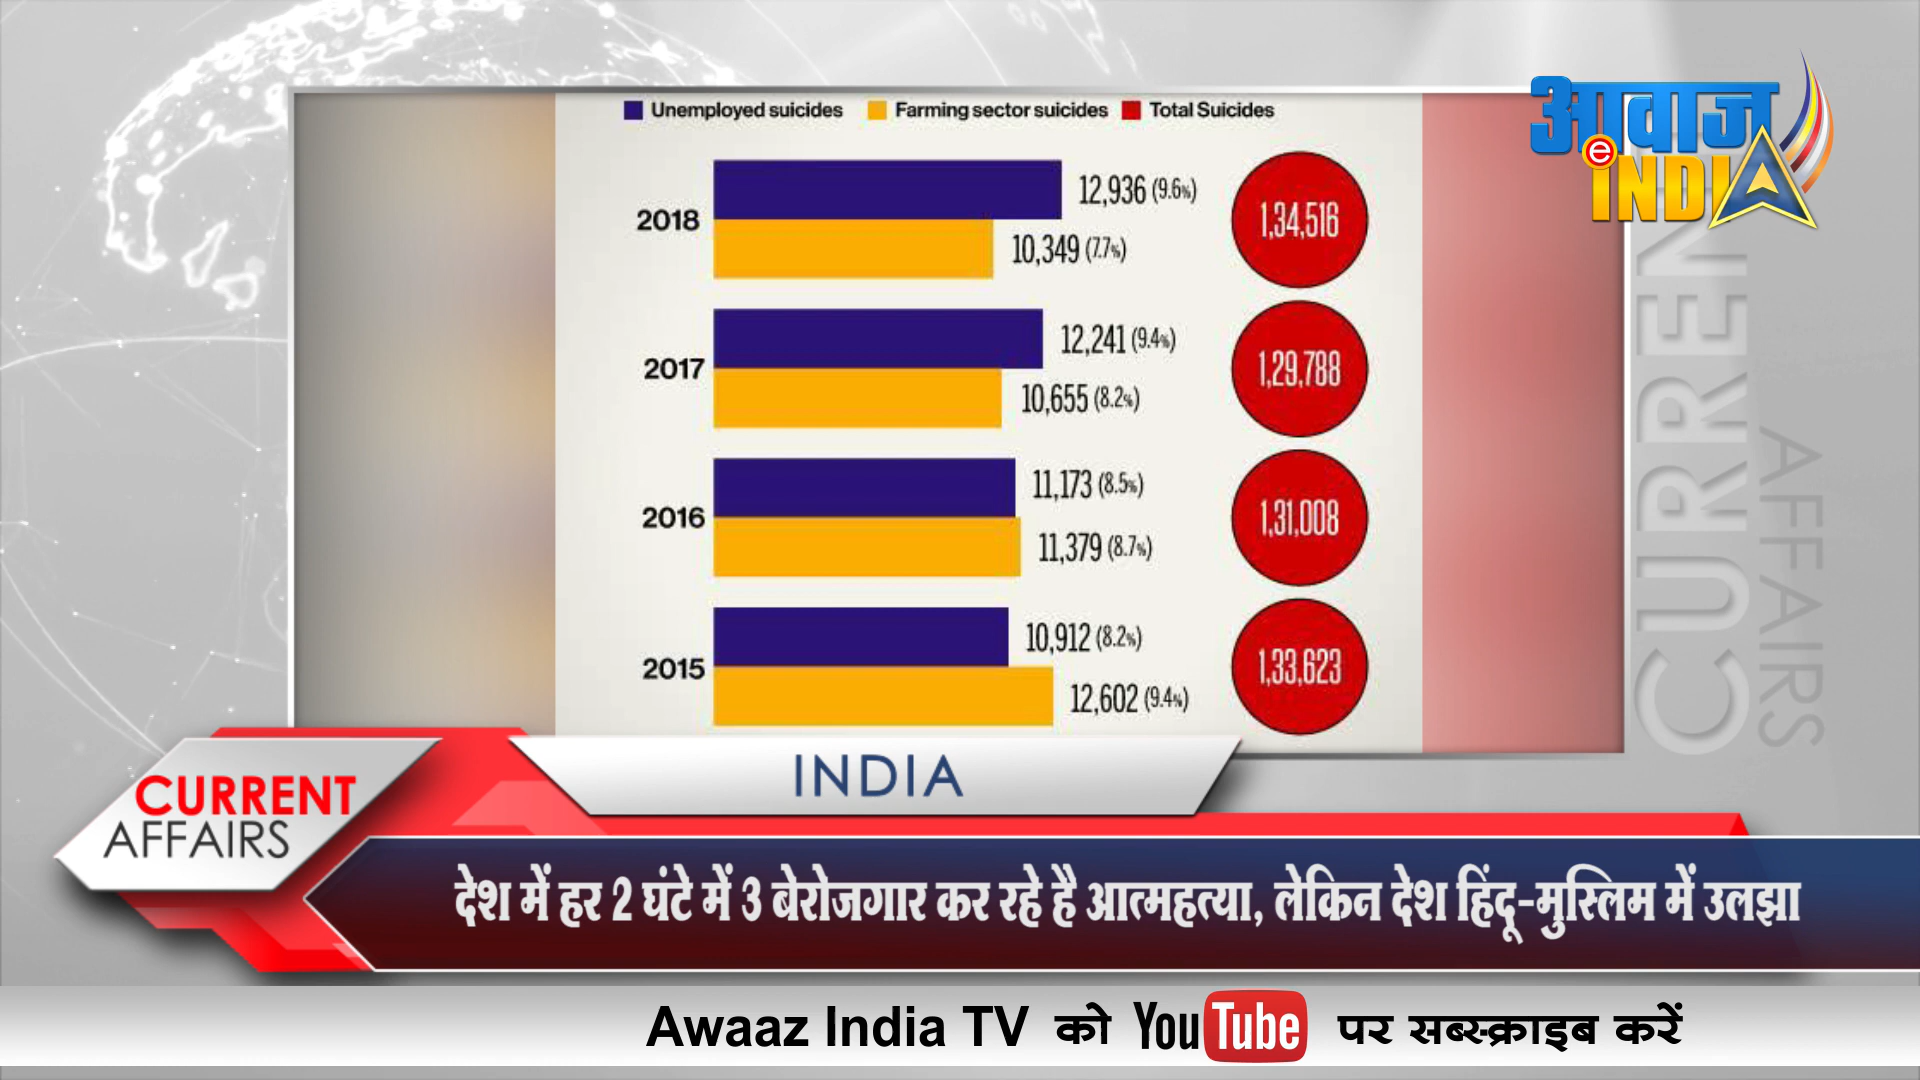 Unemployed suicides Farming sector suicides Total Suicides
आवाज
e INDIA
2018 12,936 (9.6%) 1,34,516
10,349 (7.7%)
2017 12,241 (9.4%) 1,29,788
10,655 (8.2%)
2016 11,173 (8.5%) 1,31,008
11,379 (8.7%)
2015 10,912 (8.2%) 1,33,623
12,602 (9.4%)
CURRENT
AFFAIRS
INDIA
CURRENT
AFFAIRS
देश में हर 2 घंटे में 3 बेरोजगार कर रहे है आत्महत्या, लेकिन देश हिंदू-मुस्लिम में उलझा
Awaaz India TV को YouTube पर सब्स्क्राइब करें